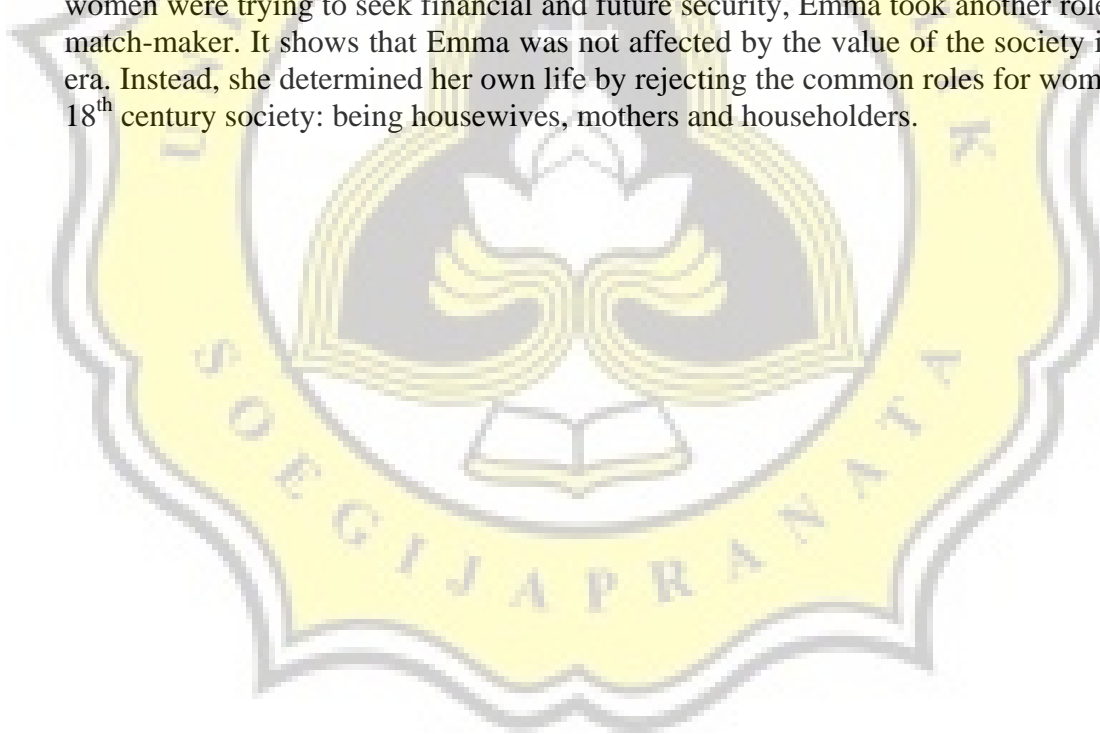 women were trying to seek financial and future security, Emma took another role
match-maker. It shows that Emma was not affected by the value of the society i
era. Instead, she determined her own life by rejecting the common roles for wom
18th century society: being housewives, mothers and householders.
SOEGIJAPRANATA